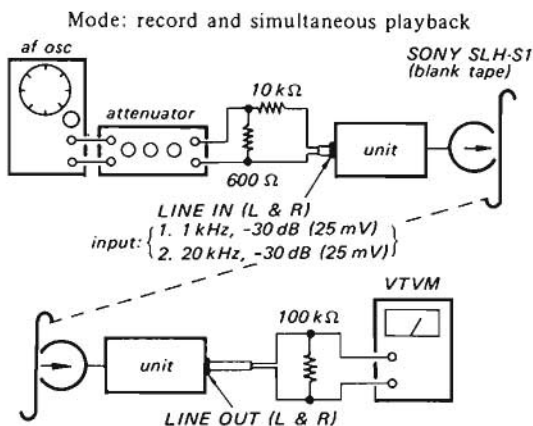 Mode: record and simultaneous playback
af osc
SONY SLH-S1
(blank tape)
attenuator
10 kΩ
600 Ω
unit
LINE IN (L & R)
input: 1. 1 kHz, -30 dB (25 mV)
2. 20 kHz, -30 dB (25 mV)
VTVM
100 kΩ
unit
LINE OUT (L & R)